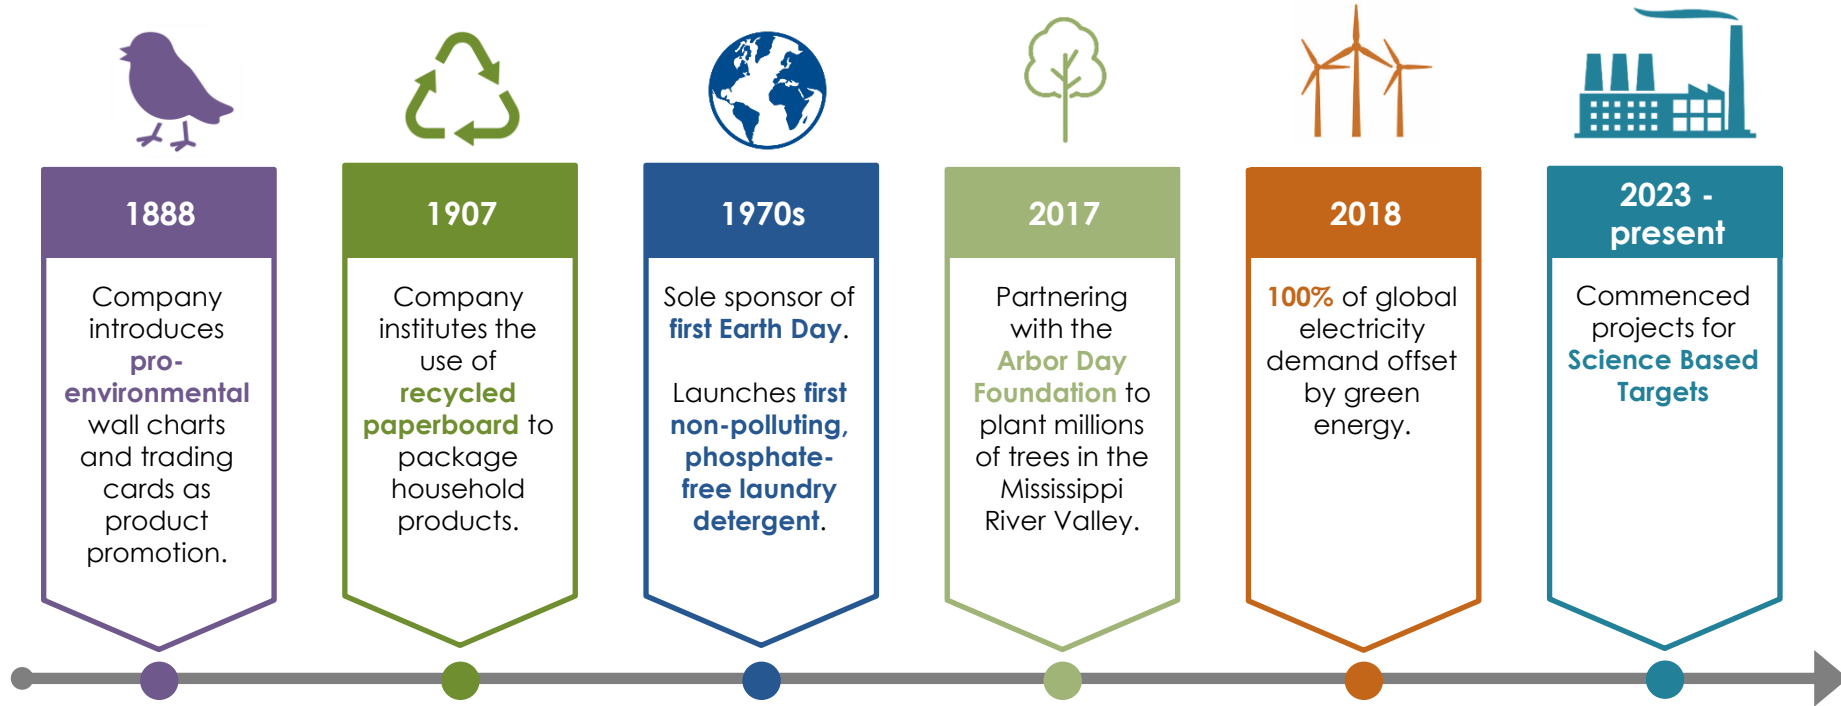 1888
Company
introduces
pro-
environmental
wall charts
and trading
cards as
product
promotion.
1907
Company
institutes the
use of
recycled
paperboard to
package
household
products.
1970s
Sole sponsor of
first Earth Day.
Launches first
non-polluting,
phosphate-
free laundry
detergent.
2017
Partnering
with the
Arbor Day
Foundation to
plant millions
of trees in the
Mississippi
River Valley.
2018
100% of global
electricity
demand offset
by green
energy.
2023 -
present
Commenced
projects for
Science Based
Targets